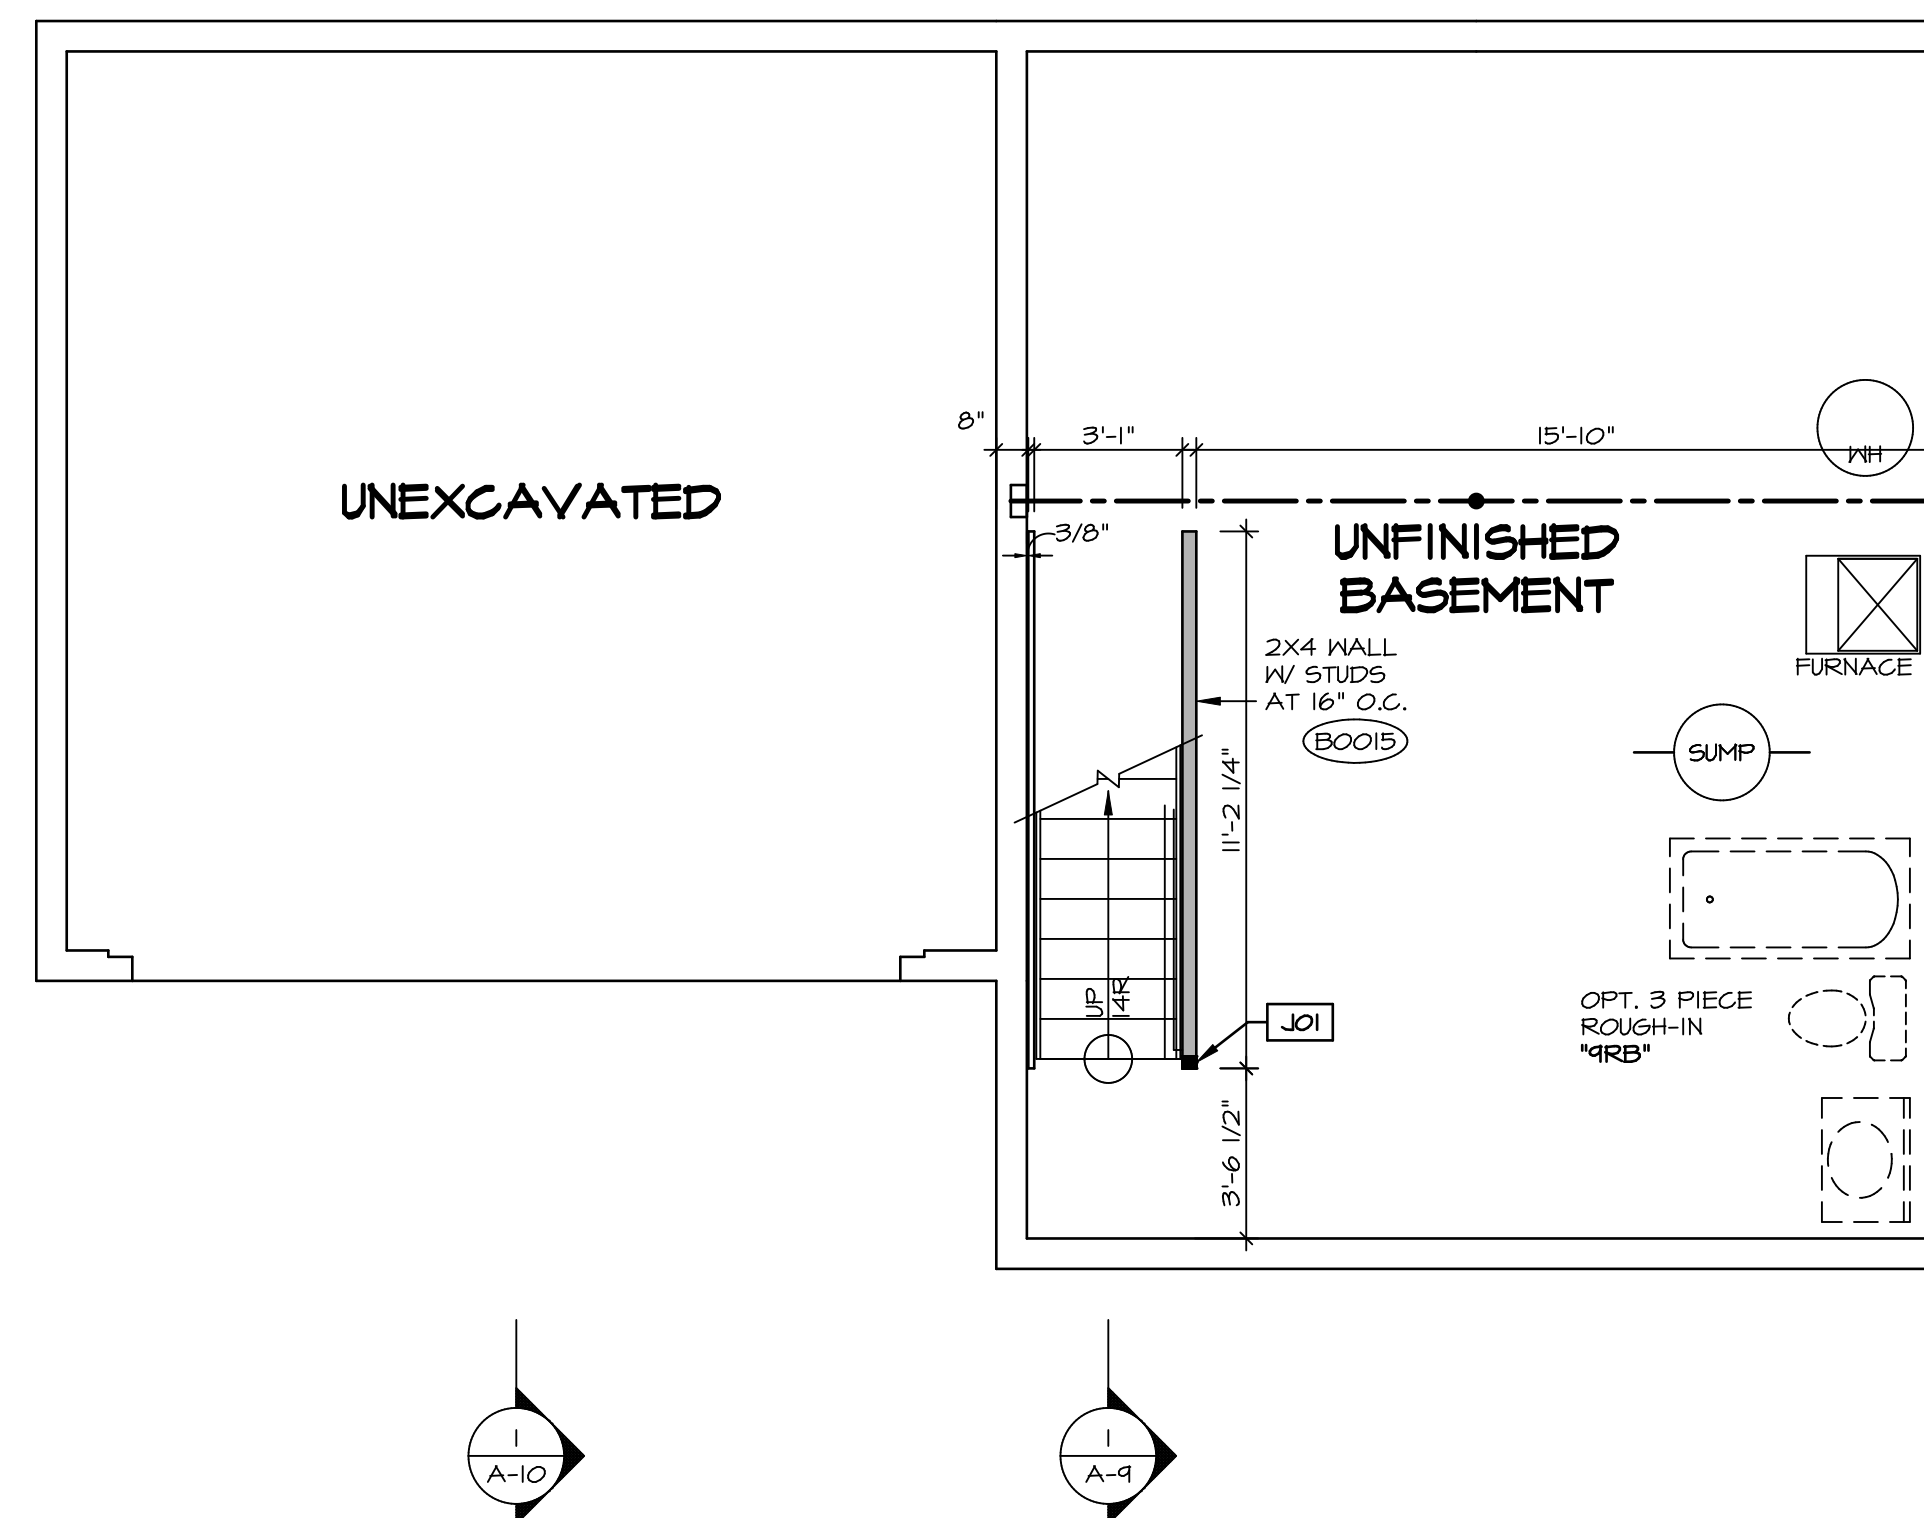 8"
3'-1"
15'-10"
WH
UNEXCAVATED
3/8"
UNFINISHED
BASEMENT
2X4 WALL
W/ STUDS
AT 16" O.C.
B0015
FURNACE
SUMP
11'-2 1/4"
UP
14R
J01
OPT. 3 PIECE
ROUGH-IN
"9RB"
3'-6 1/2"
1
A-10
1
A-9